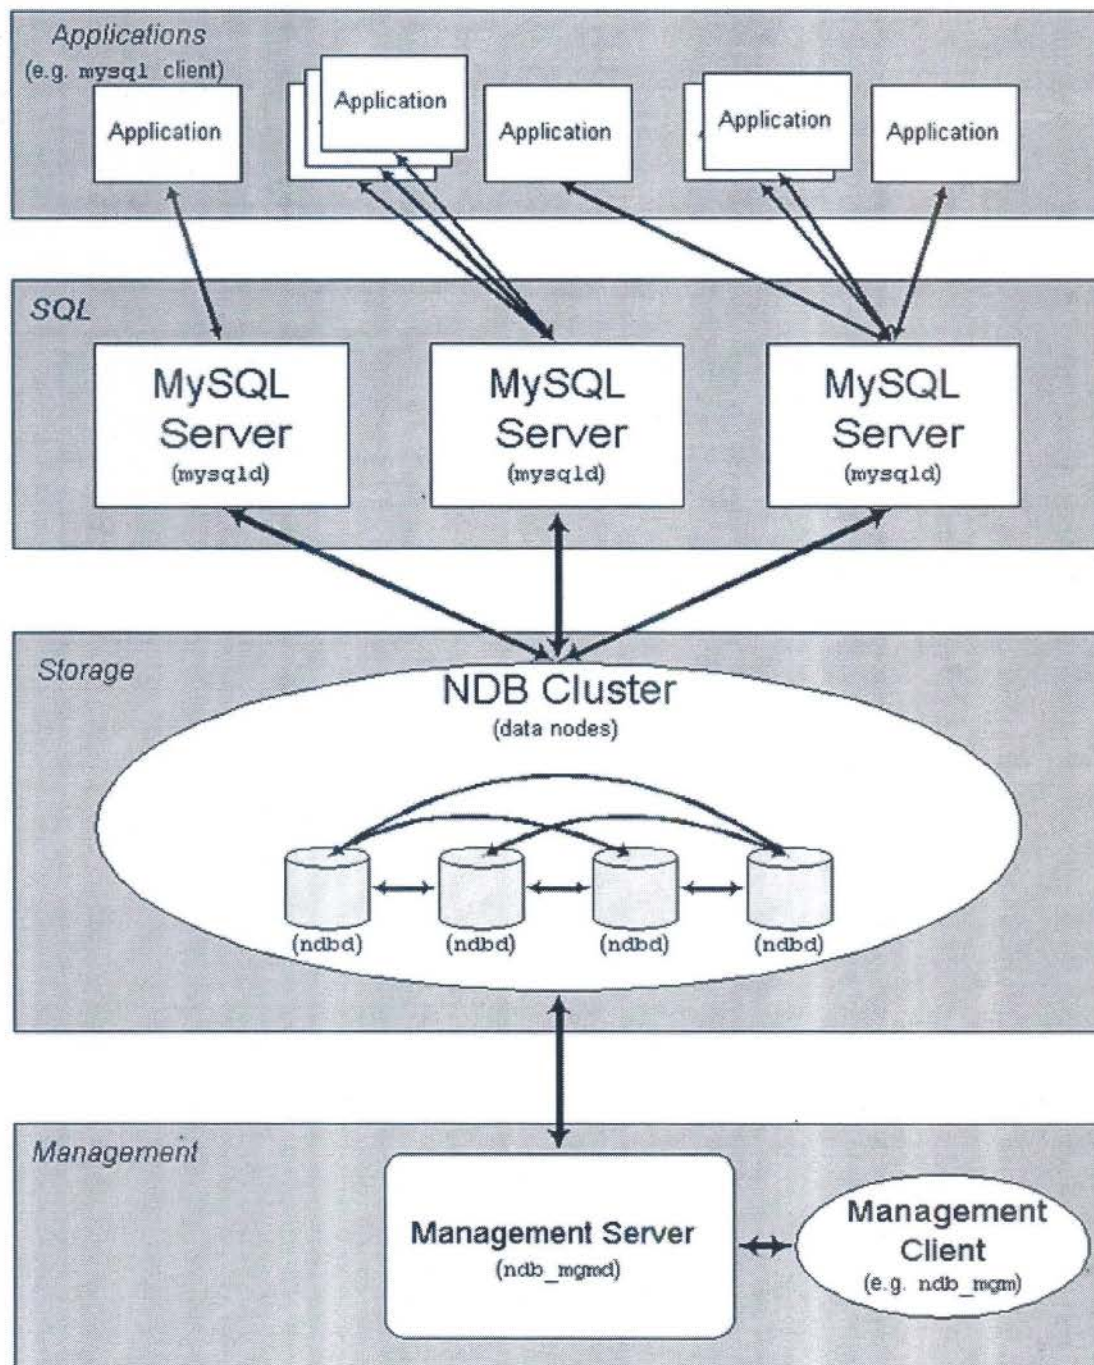 Applications
(e.g. mysql client)
Application
Application
Application
Application
Application
SQL
MySQL
Server
(mysqld)
MySQL
Server
(mysqld)
MySQL
Server
(mysqld)
Storage
NDB Cluster
(data nodes)
(ndbd)
(ndbd)
(ndbd)
(ndbd)
Management
Management Server
(ndb_mgmd)
Management
Client
(e.g. ndb_mgm)